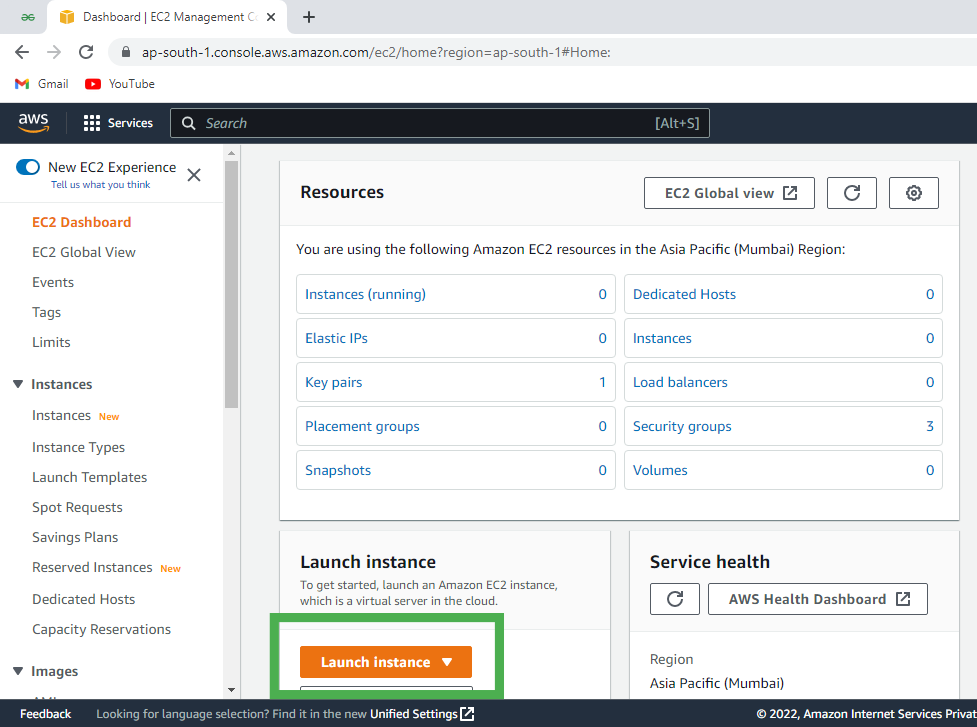 Dashboard | EC2 Management Co
ap-south-1.console.aws.amazon.com/ec2/home?region=ap-south-1#Home:
Gmail
YouTube
aws
Services
Search
[Alt+S]
New EC2 Experience
Tell us what you think
EC2 Dashboard
EC2 Global View
Events
Tags
Limits
Instances
Instances New
Instance Types
Launch Templates
Spot Requests
Savings Plans
Reserved Instances New
Dedicated Hosts
Capacity Reservations
Images
Resources
EC2 Global view
You are using the following Amazon EC2 resources in the Asia Pacific (Mumbai) Region:
Instances (running) 0
Dedicated Hosts 0
Elastic IPs 0
Instances 0
Key pairs 1
Load balancers 0
Placement groups 0
Security groups 3
Snapshots 0
Volumes 0
Launch instance
To get started, launch an Amazon EC2 instance,
which is a virtual server in the cloud.
Launch instance
Service health
AWS Health Dashboard
Region
Asia Pacific (Mumbai)
Feedback
Looking for language selection? Find it in the new Unified Settings
© 2022, Amazon Internet Services Privat